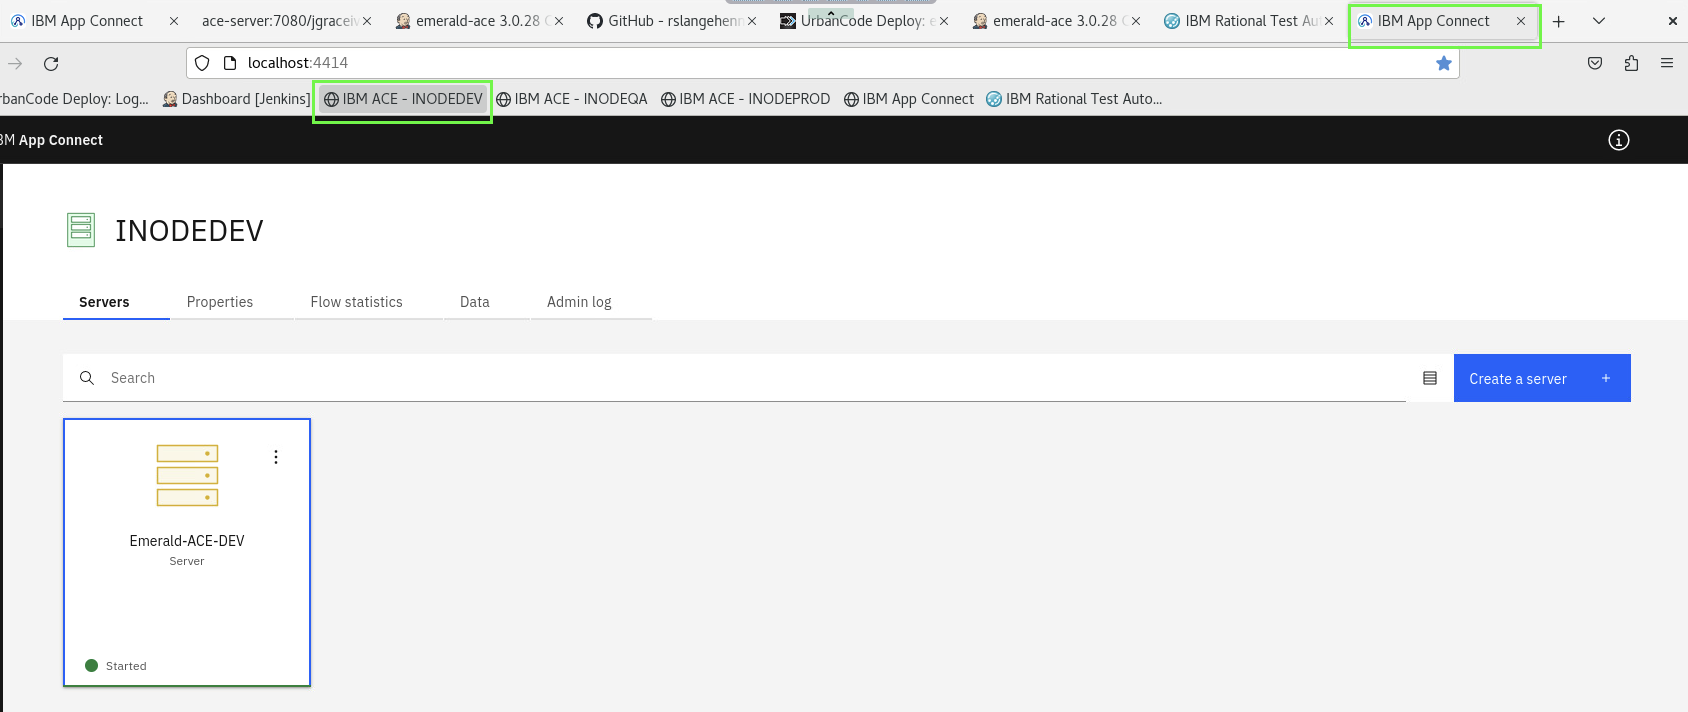 IBM App Connect ace-server:7080/jgraceiv emerald-ace 3.0.28 GitHub - rslangehenn UrbanCode Deploy: e emerald-ace 3.0.28 IBM Rational Test Au IBM App Connect
localhost:4414
rbanCode Deploy: Log... Dashboard [Jenkins] IBM ACE - INODEDEV IBM ACE - INODEQA IBM ACE - INODEPROD IBM App Connect IBM Rational Test Auto...
BM App Connect
INODEDEV
Servers Properties Flow statistics Data Admin log
Search Create a server +
Emerald-ACE-DEV
Server
Started